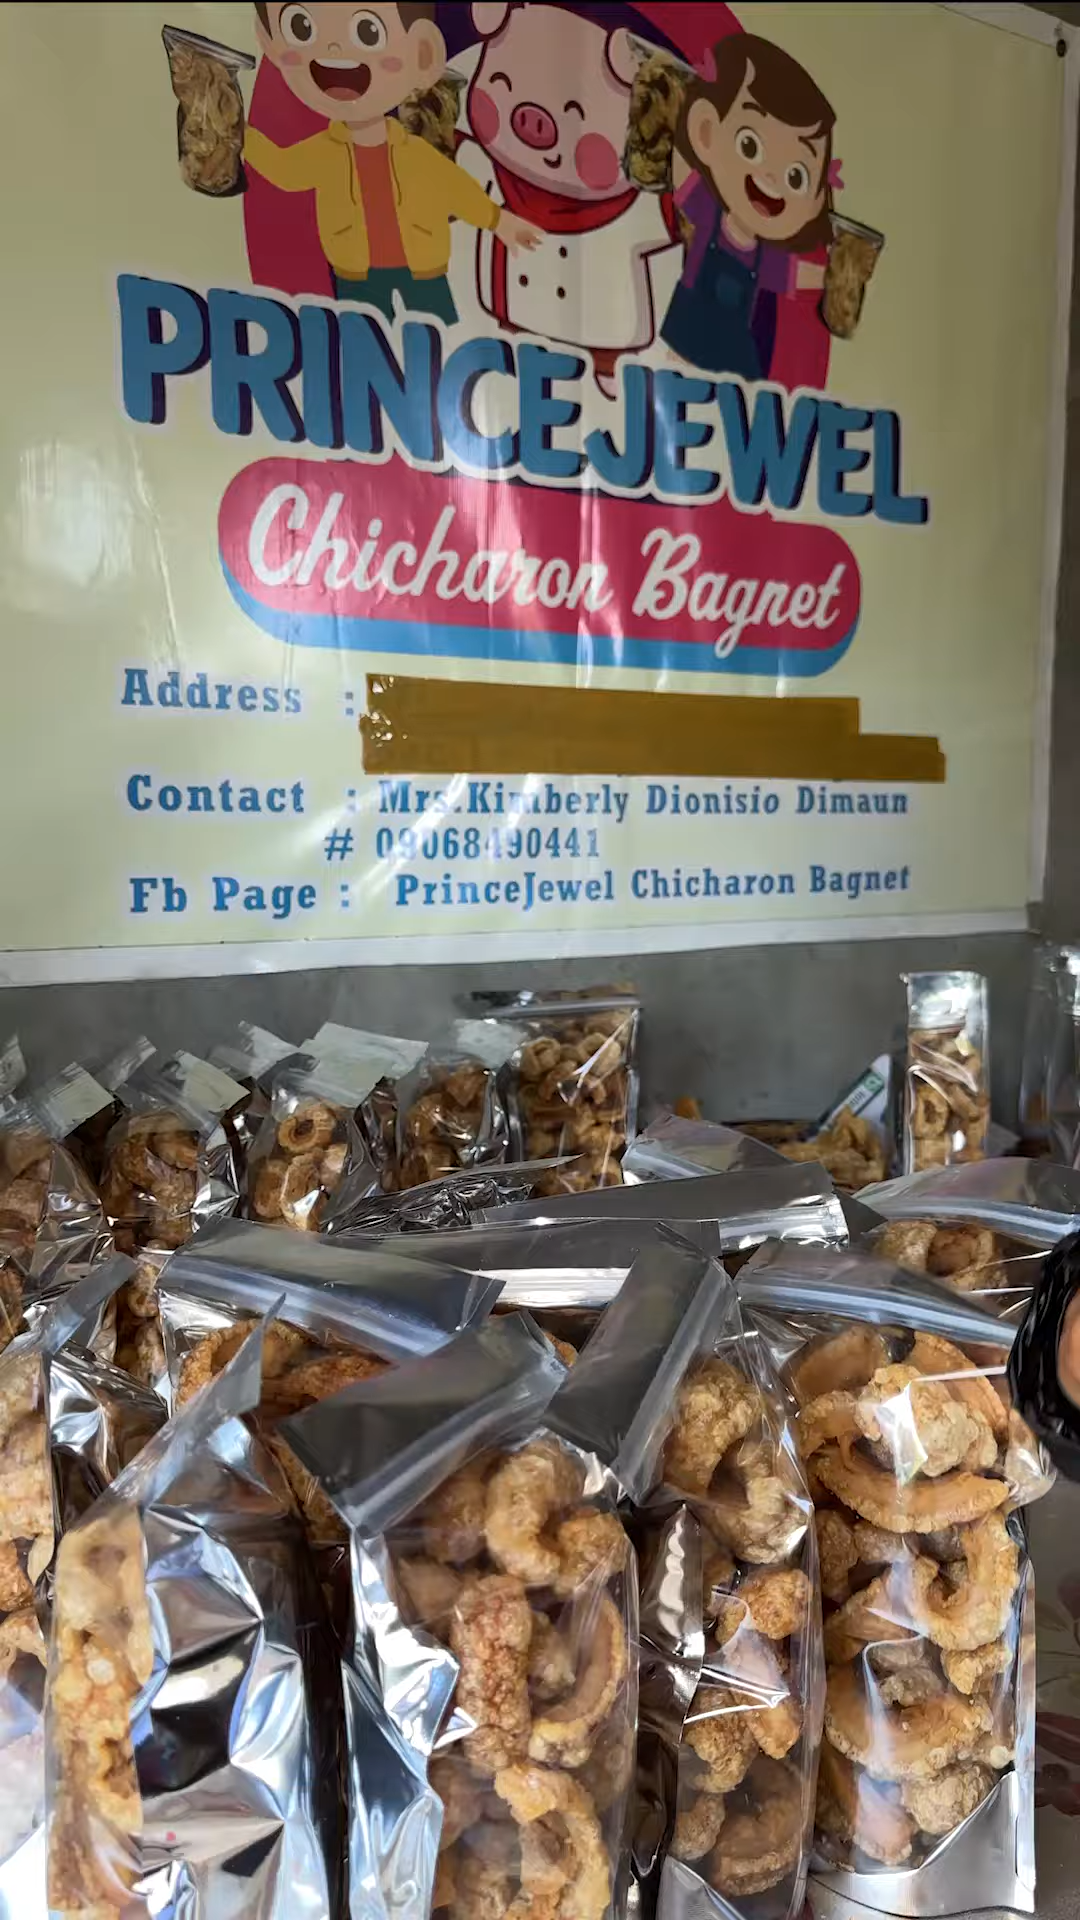 PRINCEJEWEL
Chicharon Bagnet
Address :
Contact : Mrs.Kimberly Dionisio Dimaun
# 09068490441
Fb Page : PrinceJewel Chicharon Bagnet